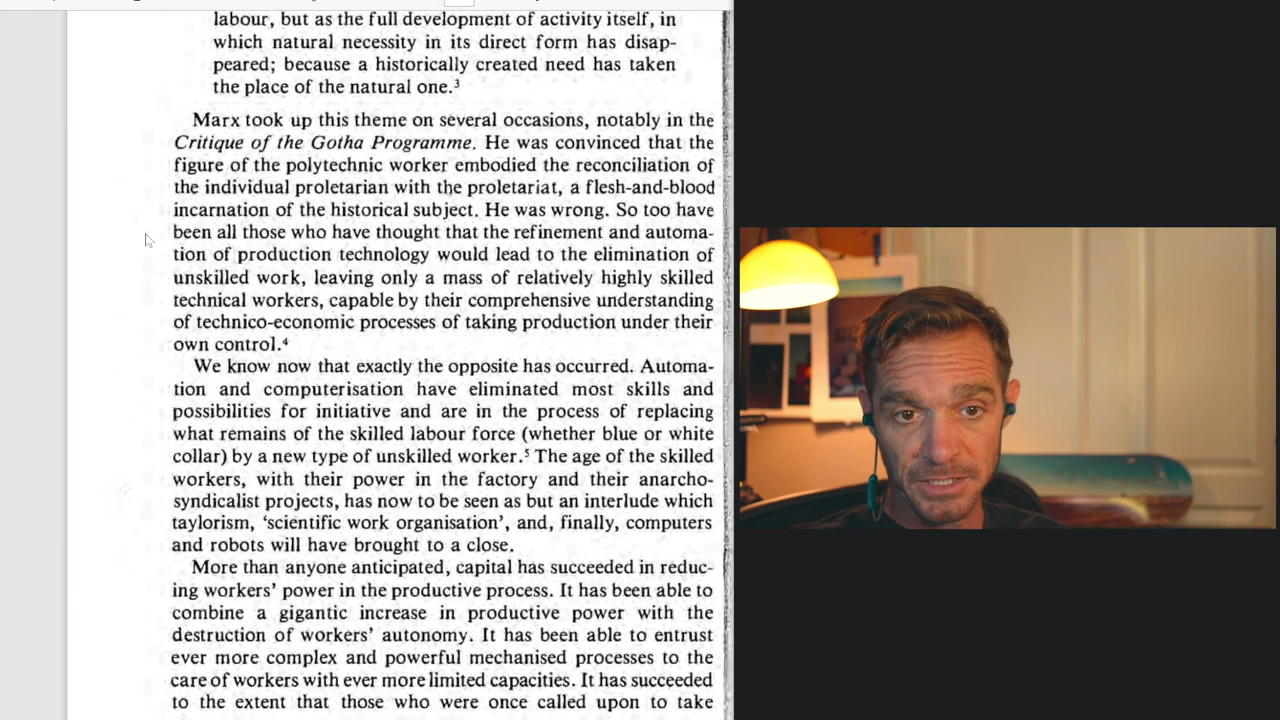 labour, but as the full development of activity itself, in
which natural necessity in its direct form has disap-
peared; because a historically created need has taken
the place of the natural one.³
Marx took up this theme on several occasions, notably in the
Critique of the Gotha Programme. He was convinced that the
figure of the polytechnic worker embodied the reconciliation of
the individual proletarian with the proletariat, a flesh-and-blood
incarnation of the historical subject. He was wrong. So too have
been all those who have thought that the refinement and automa-
tion of production technology would lead to the elimination of
unskilled work, leaving only a mass of relatively highly skilled
technical workers, capable by their comprehensive understanding
of technico-economic processes of taking production under their
own control.⁴
We know now that exactly the opposite has occurred. Automa-
tion and computerisation have eliminated most skills and
possibilities for initiative and are in the process of replacing
what remains of the skilled labour force (whether blue or white
collar) by a new type of unskilled worker.⁵ The age of the skilled
workers, with their power in the factory and their anarcho-
syndicalist projects, has now to be seen as but an interlude which
taylorism, ‘scientific work organisation’, and, finally, computers
and robots will have brought to a close.
More than anyone anticipated, capital has succeeded in reduc-
ing workers’ power in the productive process. It has been able to
combine a gigantic increase in productive power with the
destruction of workers’ autonomy. It has been able to entrust
ever more complex and powerful mechanised processes to the
care of workers with ever more limited capacities. It has succeeded
to the extent that those who were once called upon to take